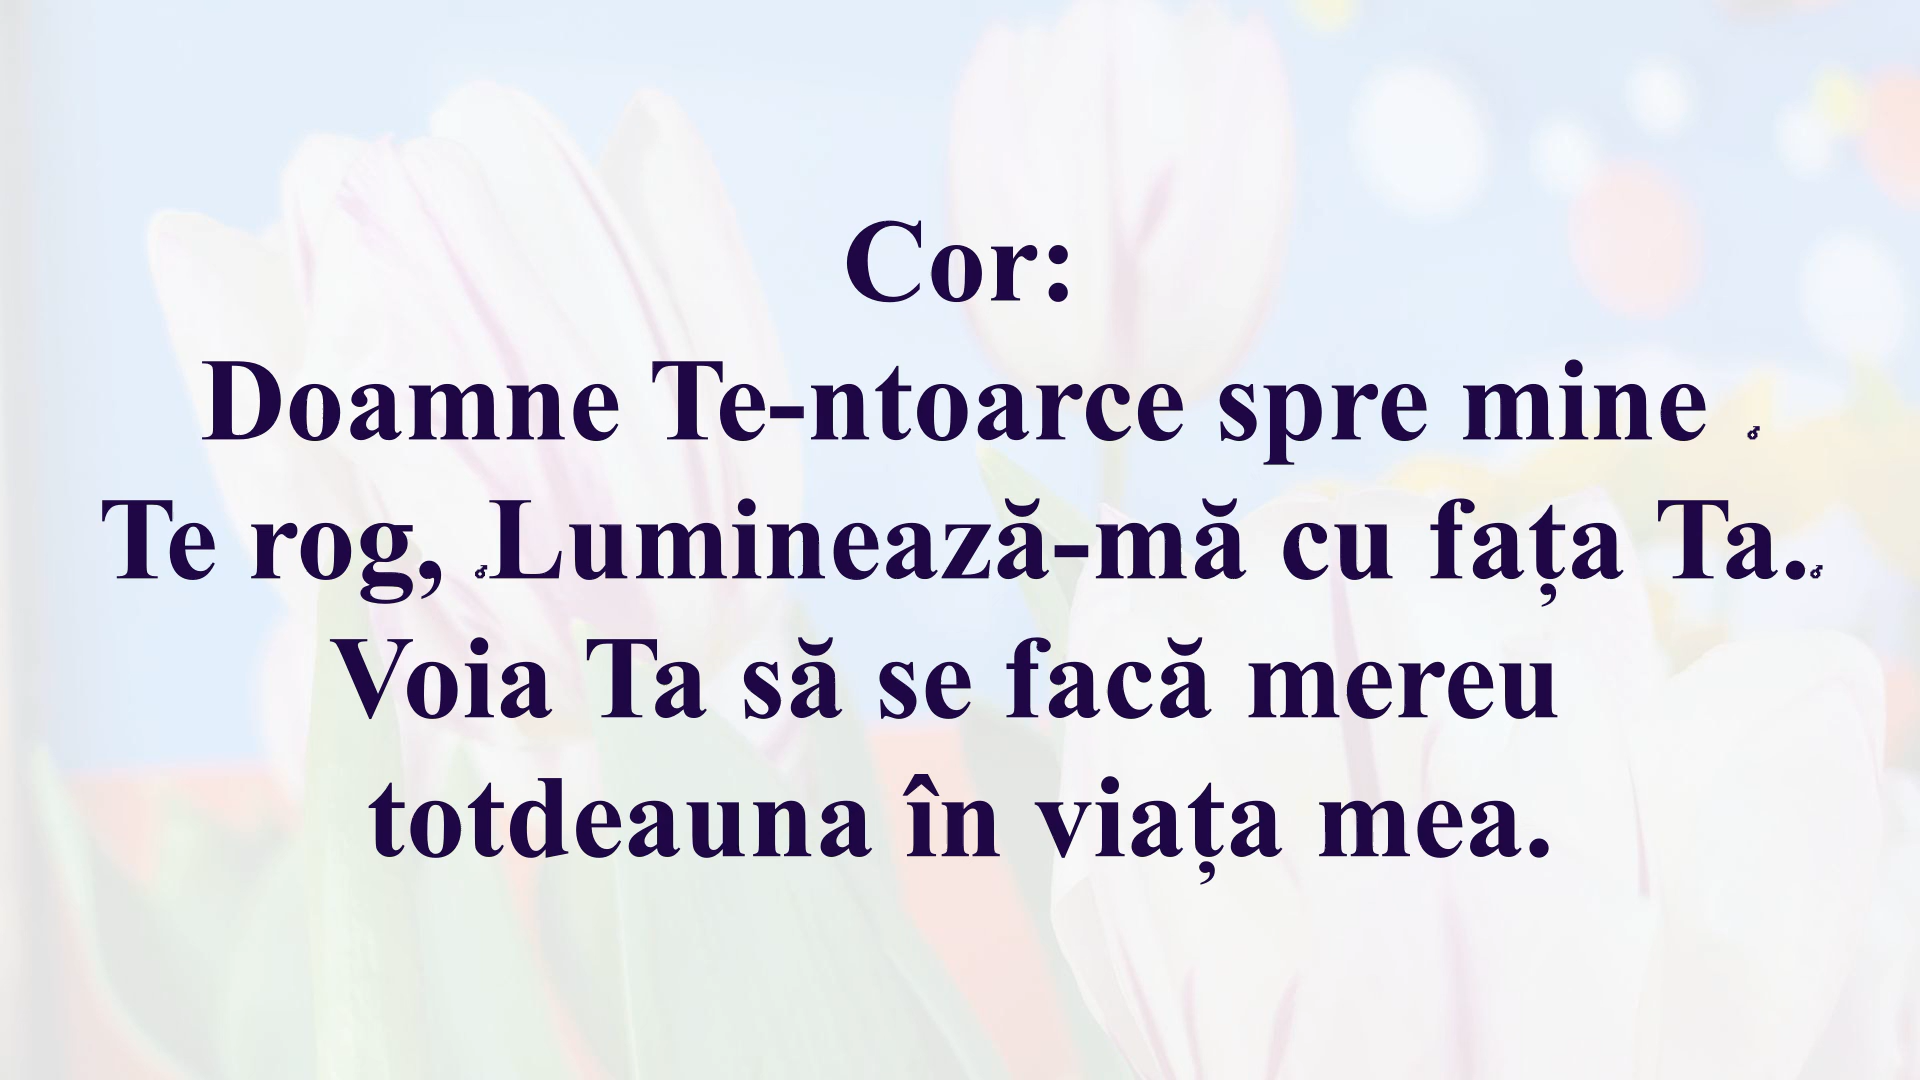 Cor:
Doamne Te-ntoarce spre mine ♂
Te rog, ♂Luminează-mă cu fața Ta.♂
Voia Ta să se facă mereu
totdeauna în viața mea.